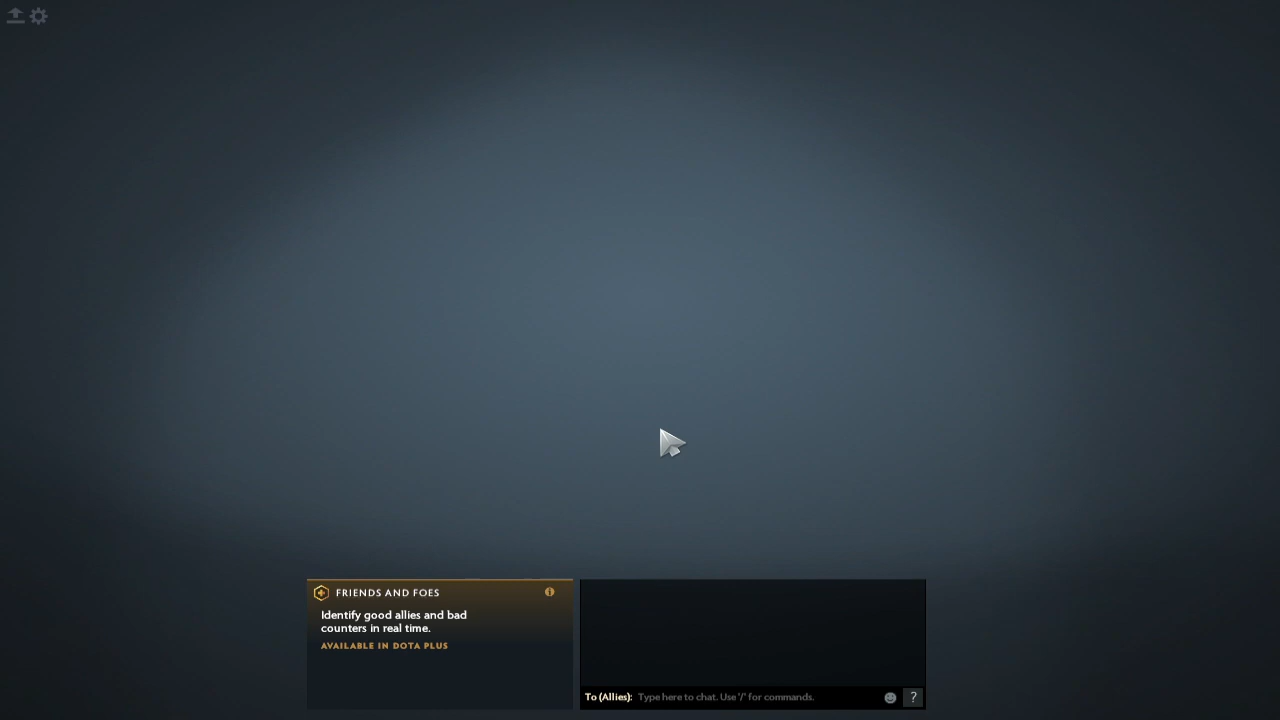 FRIENDS AND FOES
Identify good allies and bad
counters in real time.
AVAILABLE IN DOTA PLUS
To (Allies): Type here to chat. Use '/' for commands.
?